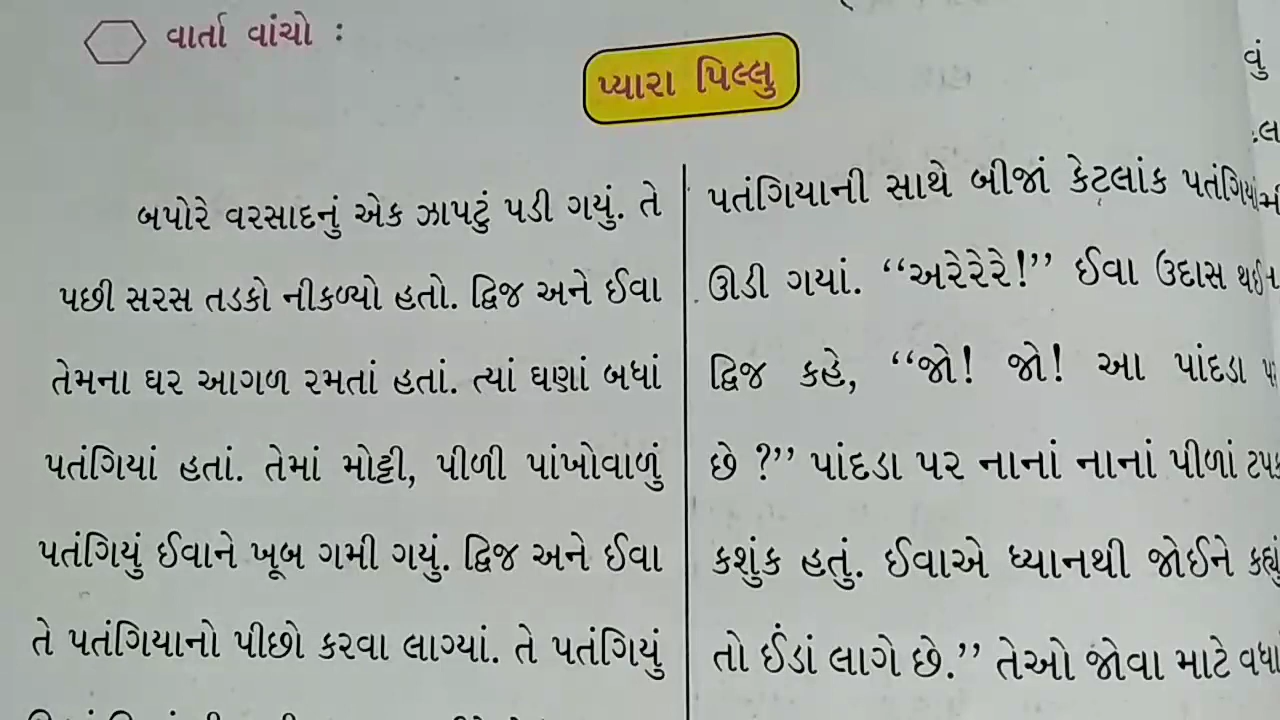 વાર્તા વાંચો :
પ્યારા પિલ્લુ
બપોરે વરસાદનું એક ઝાપટું પડી ગયું. તે
પછી સરસ તડકો નીકળ્યો હતો. દ્વિજ અને ઈવા
તેમના ઘર આગળ રમતાં હતાં. ત્યાં ઘણાં બધાં
પતંગિયાં હતાં. તેમાં મોટ્ટી, પીળી પાંખોવાળું
પતંગિયું ઈવાને ખૂબ ગમી ગયું. દ્વિજ અને ઈવા
તે પતંગિયાનો પીછો કરવા લાગ્યાં. તે પતંગિયું
પતંગિયાની સાથે બીજાં કેટલાંક
ઊડી ગયાં. “અરેરેરે!” ઈવા ઉદાસ
દ્વિજ કહે, “જો! જો! આ પાંદડા
છે ?” પાંદડા પર નાનાં નાનાં પીળાં
કશુંક હતું. ઈવાએ ધ્યાનથી જોઈને કહ્યું
તો ઈંડાં લાગે છે.” તેઓ જોવા માટે
વું